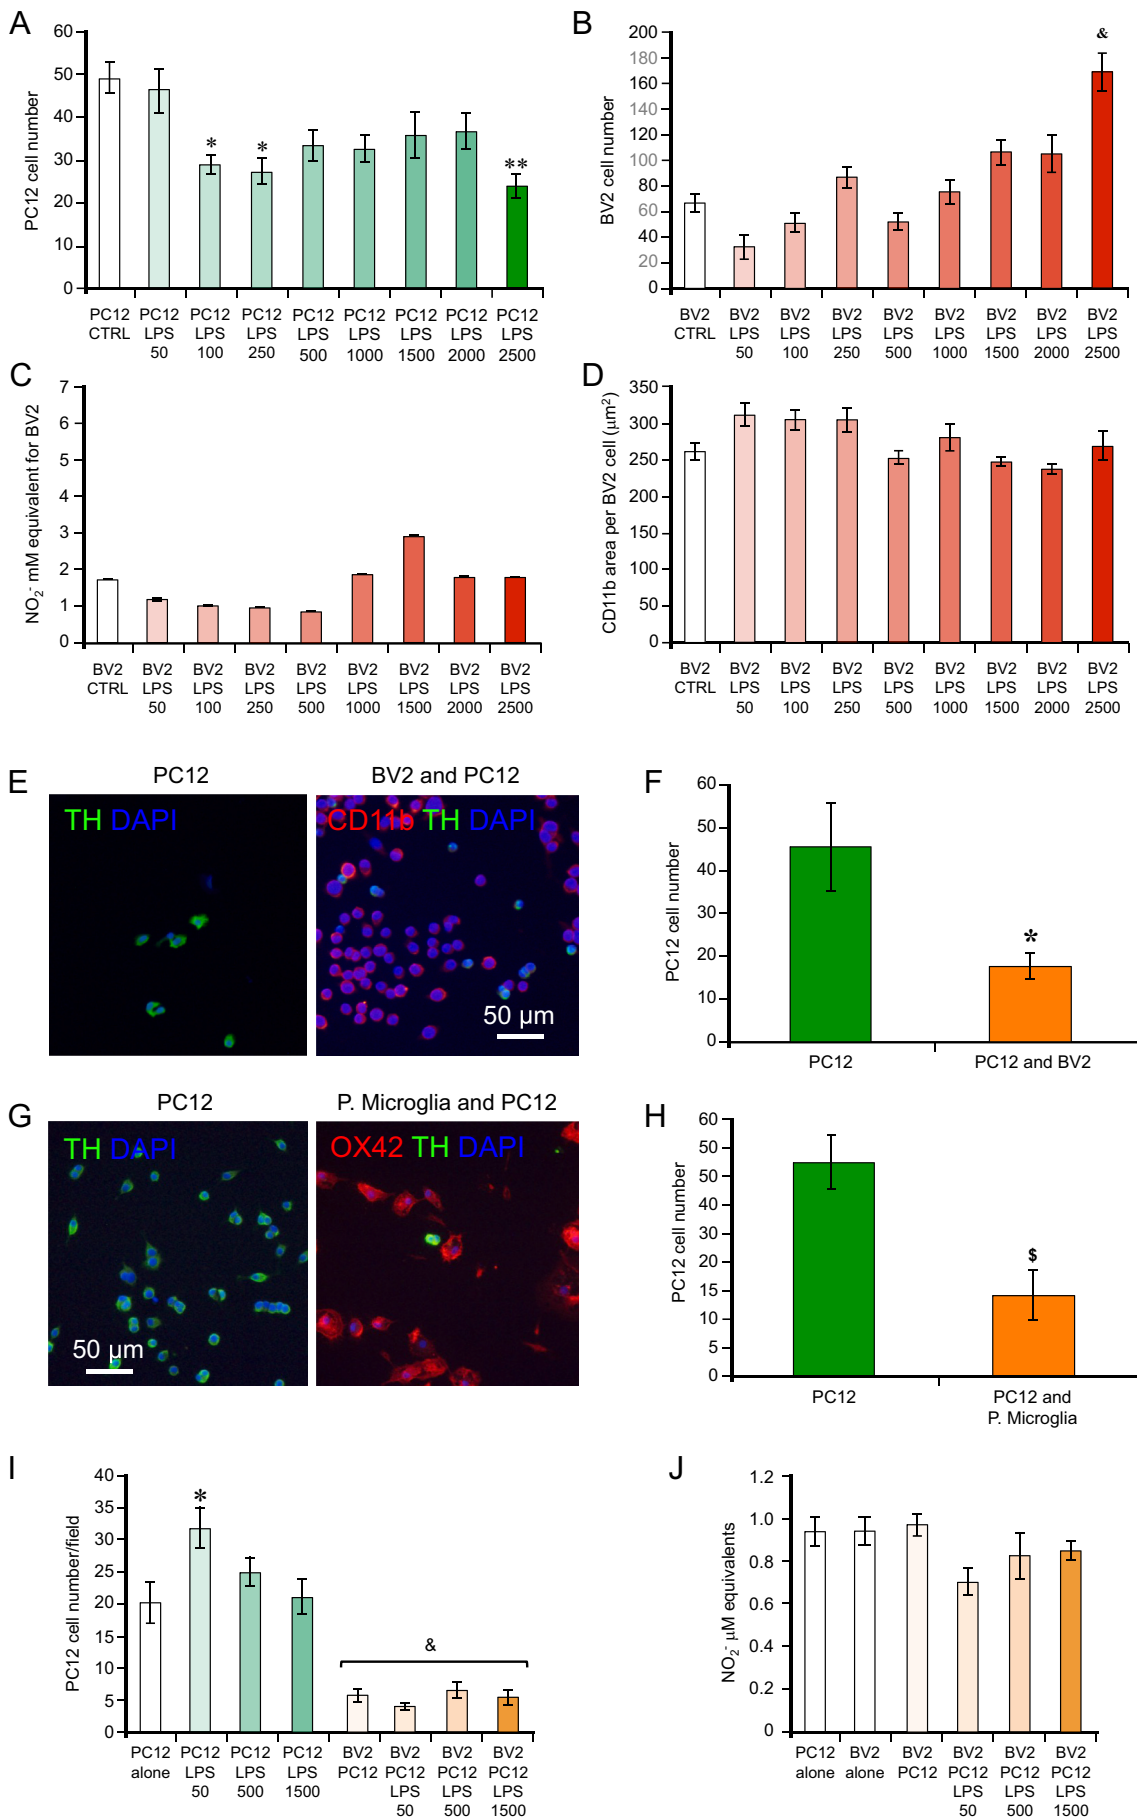 A
60
50
40
30
20
10
0
PC12 cell number
*
*
**
PC12 CTRL
PC12 LPS 50
PC12 LPS 100
PC12 LPS 250
PC12 LPS 500
PC12 LPS 1000
PC12 LPS 1500
PC12 LPS 2000
PC12 LPS 2500
B
200
180
160
140
120
100
80
60
40
20
0
BV2 cell number
&
BV2 CTRL
BV2 LPS 50
BV2 LPS 100
BV2 LPS 250
BV2 LPS 500
BV2 LPS 1000
BV2 LPS 1500
BV2 LPS 2000
BV2 LPS 2500
C
7
6
5
4
3
2
1
0
NO2- mM equivalent for BV2
BV2 CTRL
BV2 LPS 50
BV2 LPS 100
BV2 LPS 250
BV2 LPS 500
BV2 LPS 1000
BV2 LPS 1500
BV2 LPS 2000
BV2 LPS 2500
D
350
300
250
200
150
100
50
0
CD11b area per BV2 cell (μm²)
BV2 CTRL
BV2 LPS 50
BV2 LPS 100
BV2 LPS 250
BV2 LPS 500
BV2 LPS 1000
BV2 LPS 1500
BV2 LPS 2000
BV2 LPS 2500
E
PC12
TH DAPI
BV2 and PC12
CD11b TH DAPI
50 µm
F
60
50
40
30
20
10
0
PC12 cell number
*
PC12
PC12 and BV2
G
PC12
TH DAPI
50 µm
P. Microglia and PC12
OX42 TH DAPI
H
60
50
50
30
20
15
10
5
0
PC12 cell number
$
PC12
PC12 and
P. Microglia
I
40
35
30
25
20
15
10
5
0
PC12 cell number/field
*
&
PC12 alone
PC12 LPS 50
PC12 LPS 500
PC12 LPS 1500
BV2 PC12
BV2 PC12 LPS 50
BV2 PC12 LPS 500
BV2 PC12 LPS 1500
J
1.2
1.0
0.8
0.6
0.4
0.2
0
NO2- μM equivalents
PC12 alone
BV2 alone
BV2 PC12
BV2 PC12 LPS 50
BV2 PC12 LPS 500
BV2 PC12 LPS 1500